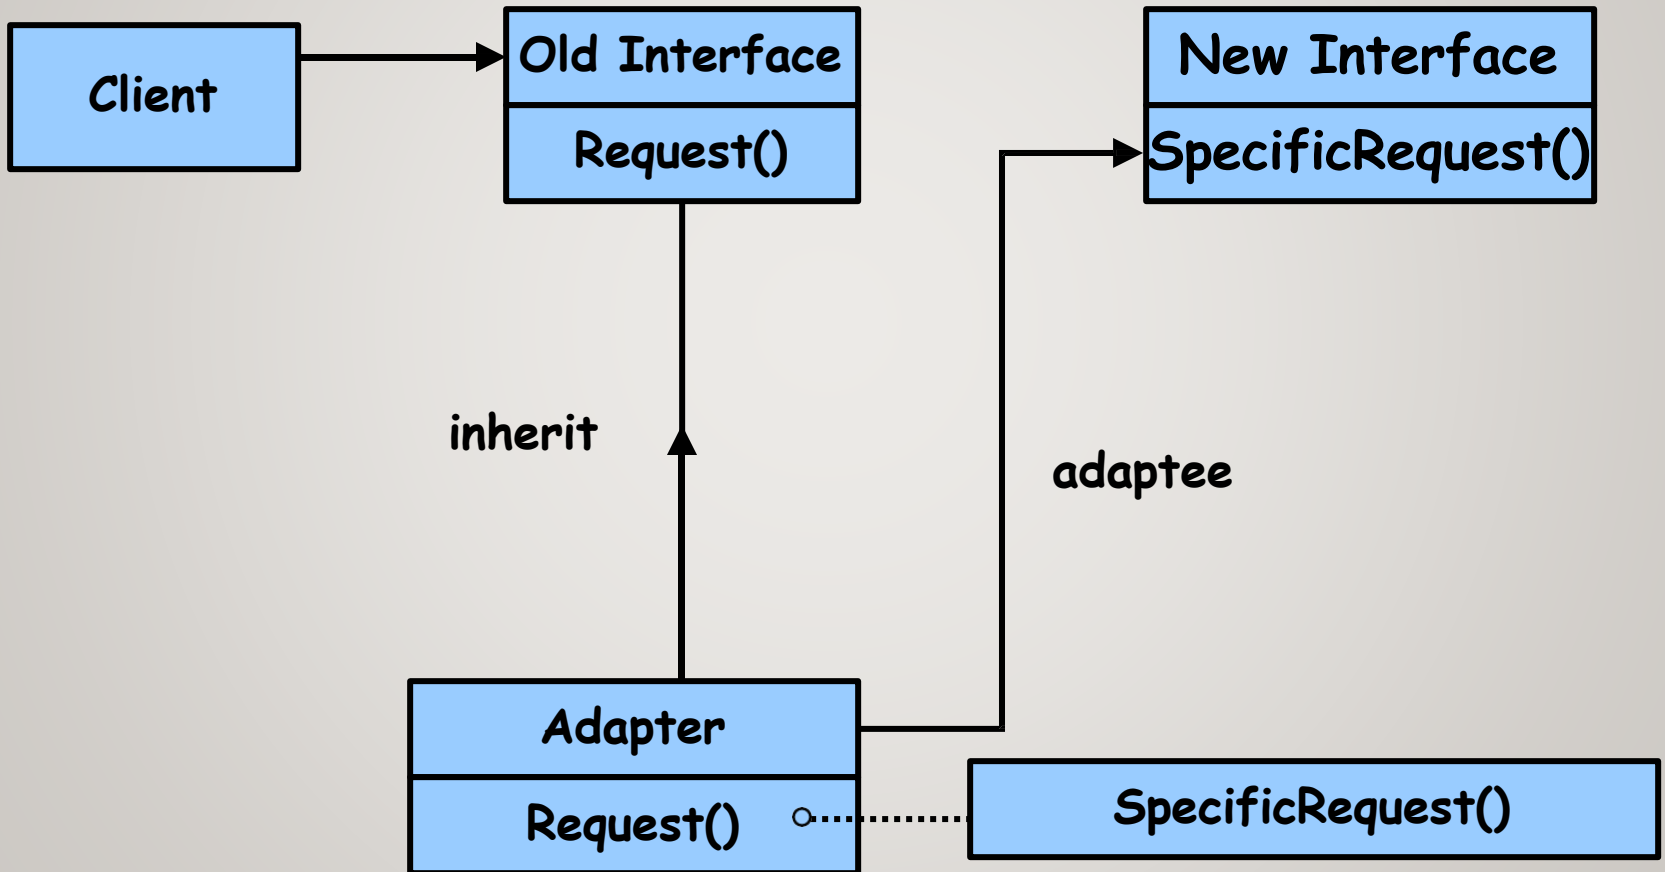 Client
Old Interface
Request()
New Interface
SpecificRequest()
inherit
adaptee
Adapter
Request()
SpecificRequest()